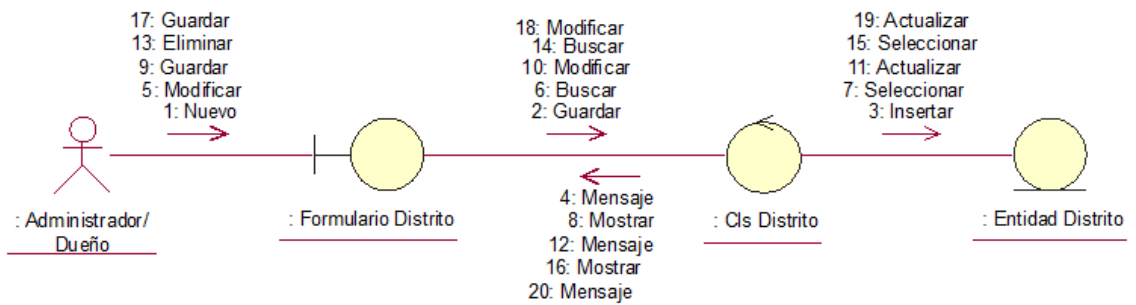 17: Guardar
13: Eliminar
9: Guardar
5: Modificar
1: Nuevo
18: Modificar
14: Buscar
10: Modificar
6: Buscar
2: Guardar
19: Actualizar
15: Seleccionar
11: Actualizar
7: Seleccionar
3: Insertar
4: Mensaje
8: Mostrar
12: Mensaje
16: Mostrar
20: Mensaje
: Administrador/
Dueño
: Formulario Distrito
: Cls Distrito
: Entidad Distrito